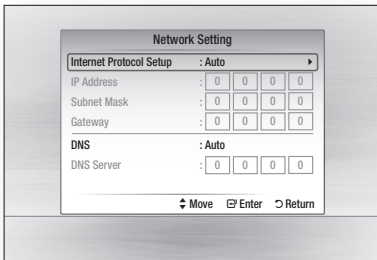 Network Setting
Internet Protocol Setup : Auto
IP Address : 0 0 0 0
Subnet Mask : 0 0 0 0
Gateway : 0 0 0 0
DNS : Auto
DNS Server : 0 0 0 0
Move Enter Return